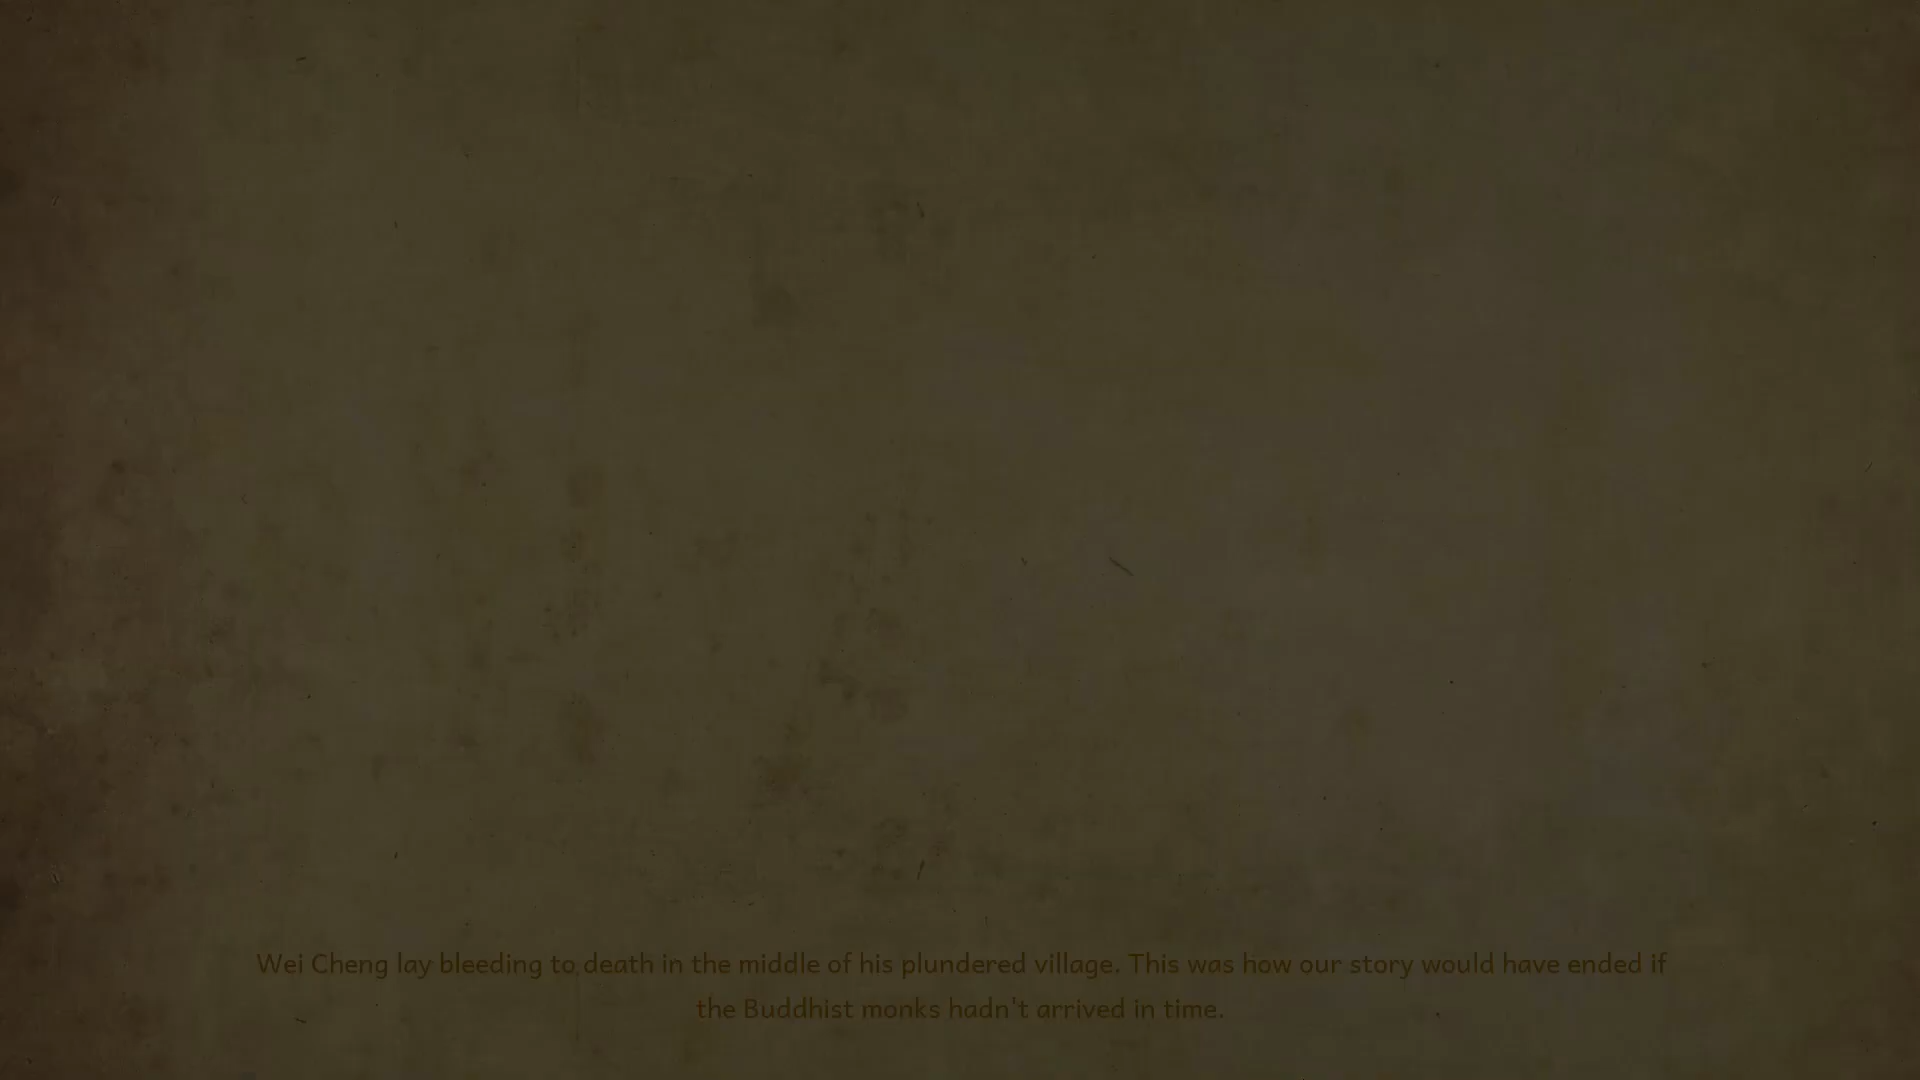 Wei Cheng lay bleeding to death in the middle of his plundered village. This was how our story would have ended if
the Buddhist monks hadn't arrived in time.